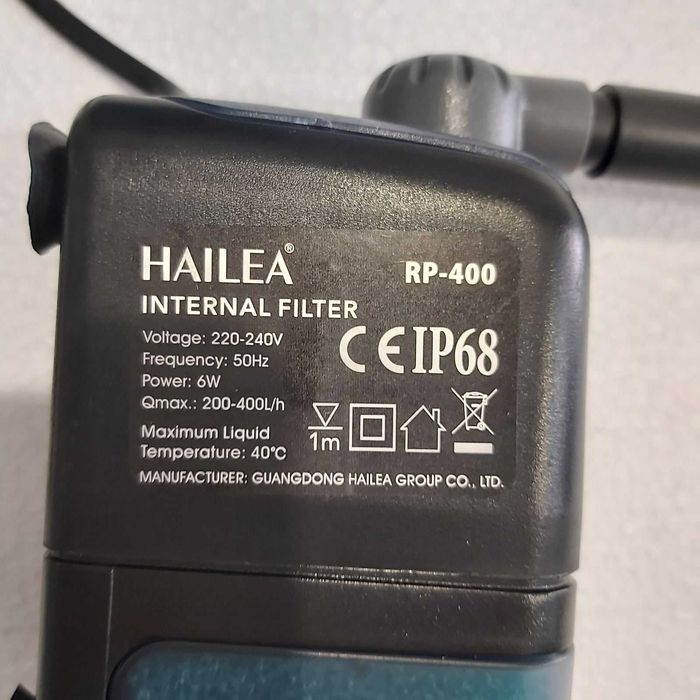 HAILEA® RP-400
INTERNAL FILTER
Voltage: 220-240V
Frequency: 50Hz
Power: 6W
Qmax.: 200-400L/h
CE IP68
Maximum Liquid
Temperature: 40°C
1m
MANUFACTURER: GUANGDONG HAILEA GROUP CO., LTD.